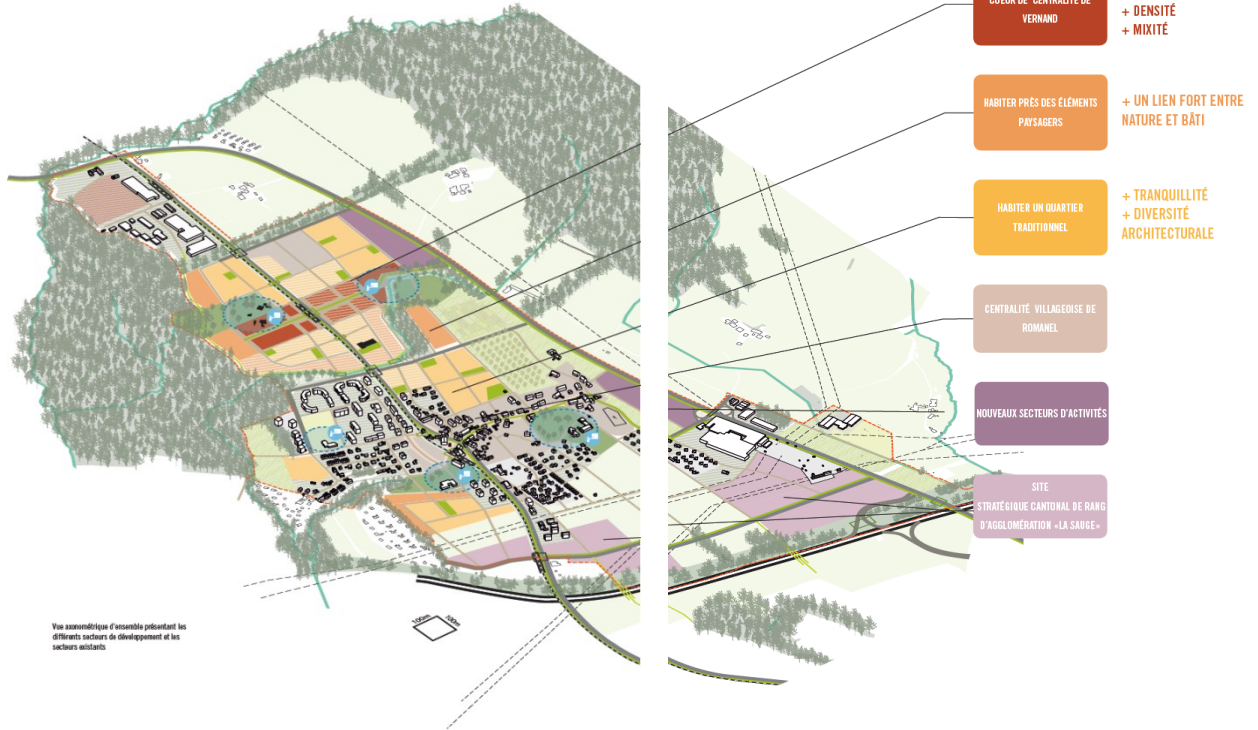 COEUR DE CENTRALITÉ DE
VERNAND
+ DENSITÉ
+ MIXITÉ
HABITER PRÈS DES ÉLÉMENTS
PAYSAGERS
+ UN LIEN FORT ENTRE
NATURE ET BÂTI
HABITER UN QUARTIER
TRADITIONNEL
+ TRANQUILLITÉ
+ DIVERSITÉ
ARCHITECTURALE
CENTRALITÉ VILLAGEOISE DE
ROMANEL
NOUVEAUX SECTEURS D'ACTIVITÉS
SITE
STRATÉGIQUE CANTONAL DE RANG
D'AGGLOMÉRATION «LA SAUGE»
Vue axonométrique d'ensemble présentant les
différents secteurs de développement et les
secteurs existants
100m
100m